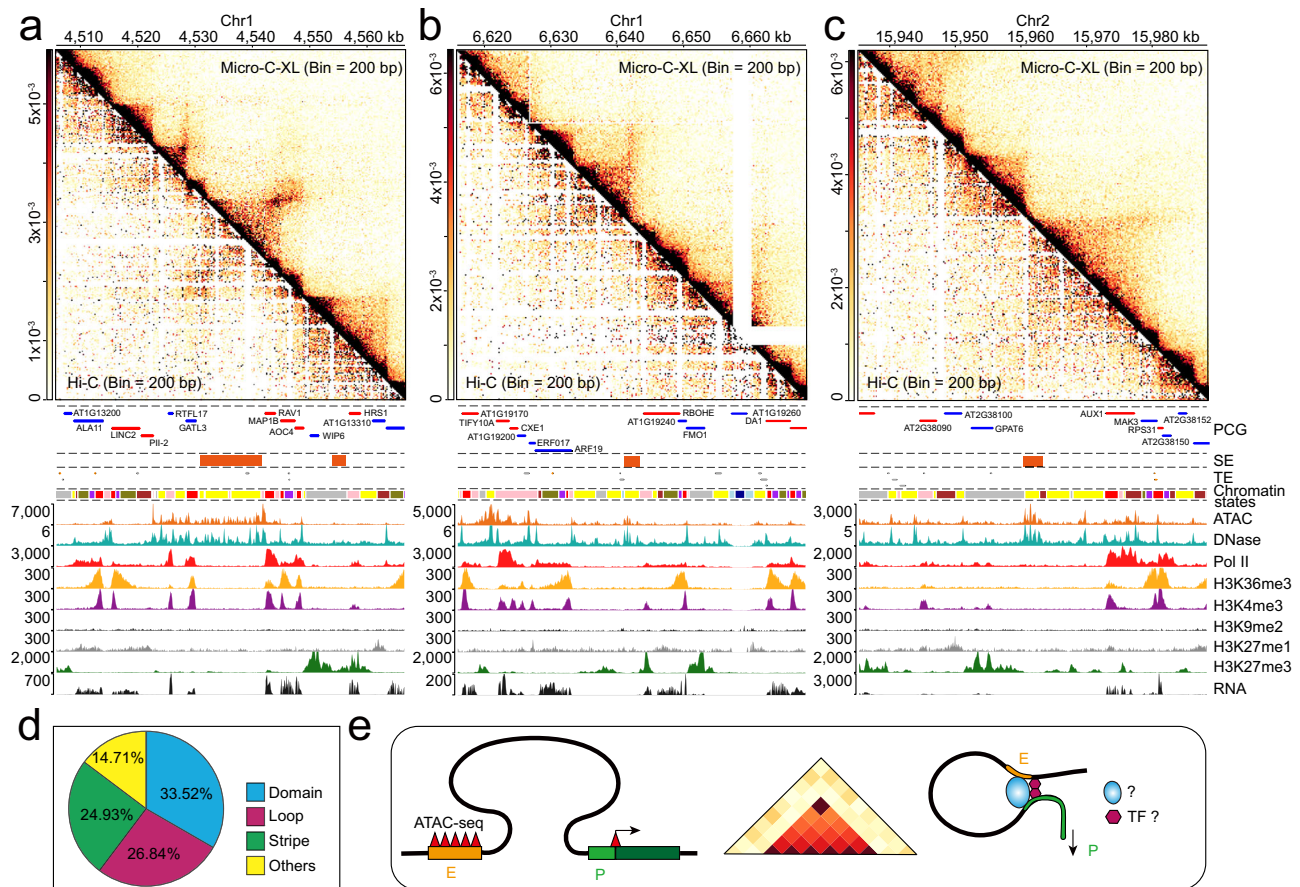 a
Chr1
4,510 4,520 4,530 4,540 4,550 4,560 kb
Micro-C-XL (Bin = 200 bp)
Hi-C (Bin = 200 bp)
5x10-3
3x10-3
1x10-3
0
b
Chr1
6,620 6,630 6,640 6,650 6,660 kb
Micro-C-XL (Bin = 200 bp)
Hi-C (Bin = 200 bp)
6x10-3
4x10-3
2x10-3
0
c
Chr2
15,940 15,950 15,960 15,970 15,980 kb
Micro-C-XL (Bin = 200 bp)
Hi-C (Bin = 200 bp)
6x10-3
4x10-3
2x10-3
0
AT1G13200 RTFL17 RAV1 HRS1
ALA11 GATL3 MAP1B AT1G13310
LINC2 AOC4
PII-2 WIP6
AT1G19170 RBOHE AT1G19260
TIFY10A CXE1 AT1G19240 DA1
AT1G19200 FMO1
ERF017
ARF19
AT2G38100 AUX1 AT2G38152
AT2G38090 GPAT6 MAK3
RPS31
AT2G38150
PCG
SE
TE
Chromatin
states
7,000 5,000 3,000 ATAC
6 6 5 DNase
3,000 3,000 2,000 Pol II
300 300 300 H3K36me3
300 300 300 H3K4me3
300 300 300 H3K9me2
300 300 300 H3K27me1
2,000 2,000 2,000 H3K27me3
700 200 3,000 RNA
d
14.71%
33.52%
24.93%
26.84%
Domain
Loop
Stripe
Others
e
ATAC-seq
E
P
E
?
TF ?
P